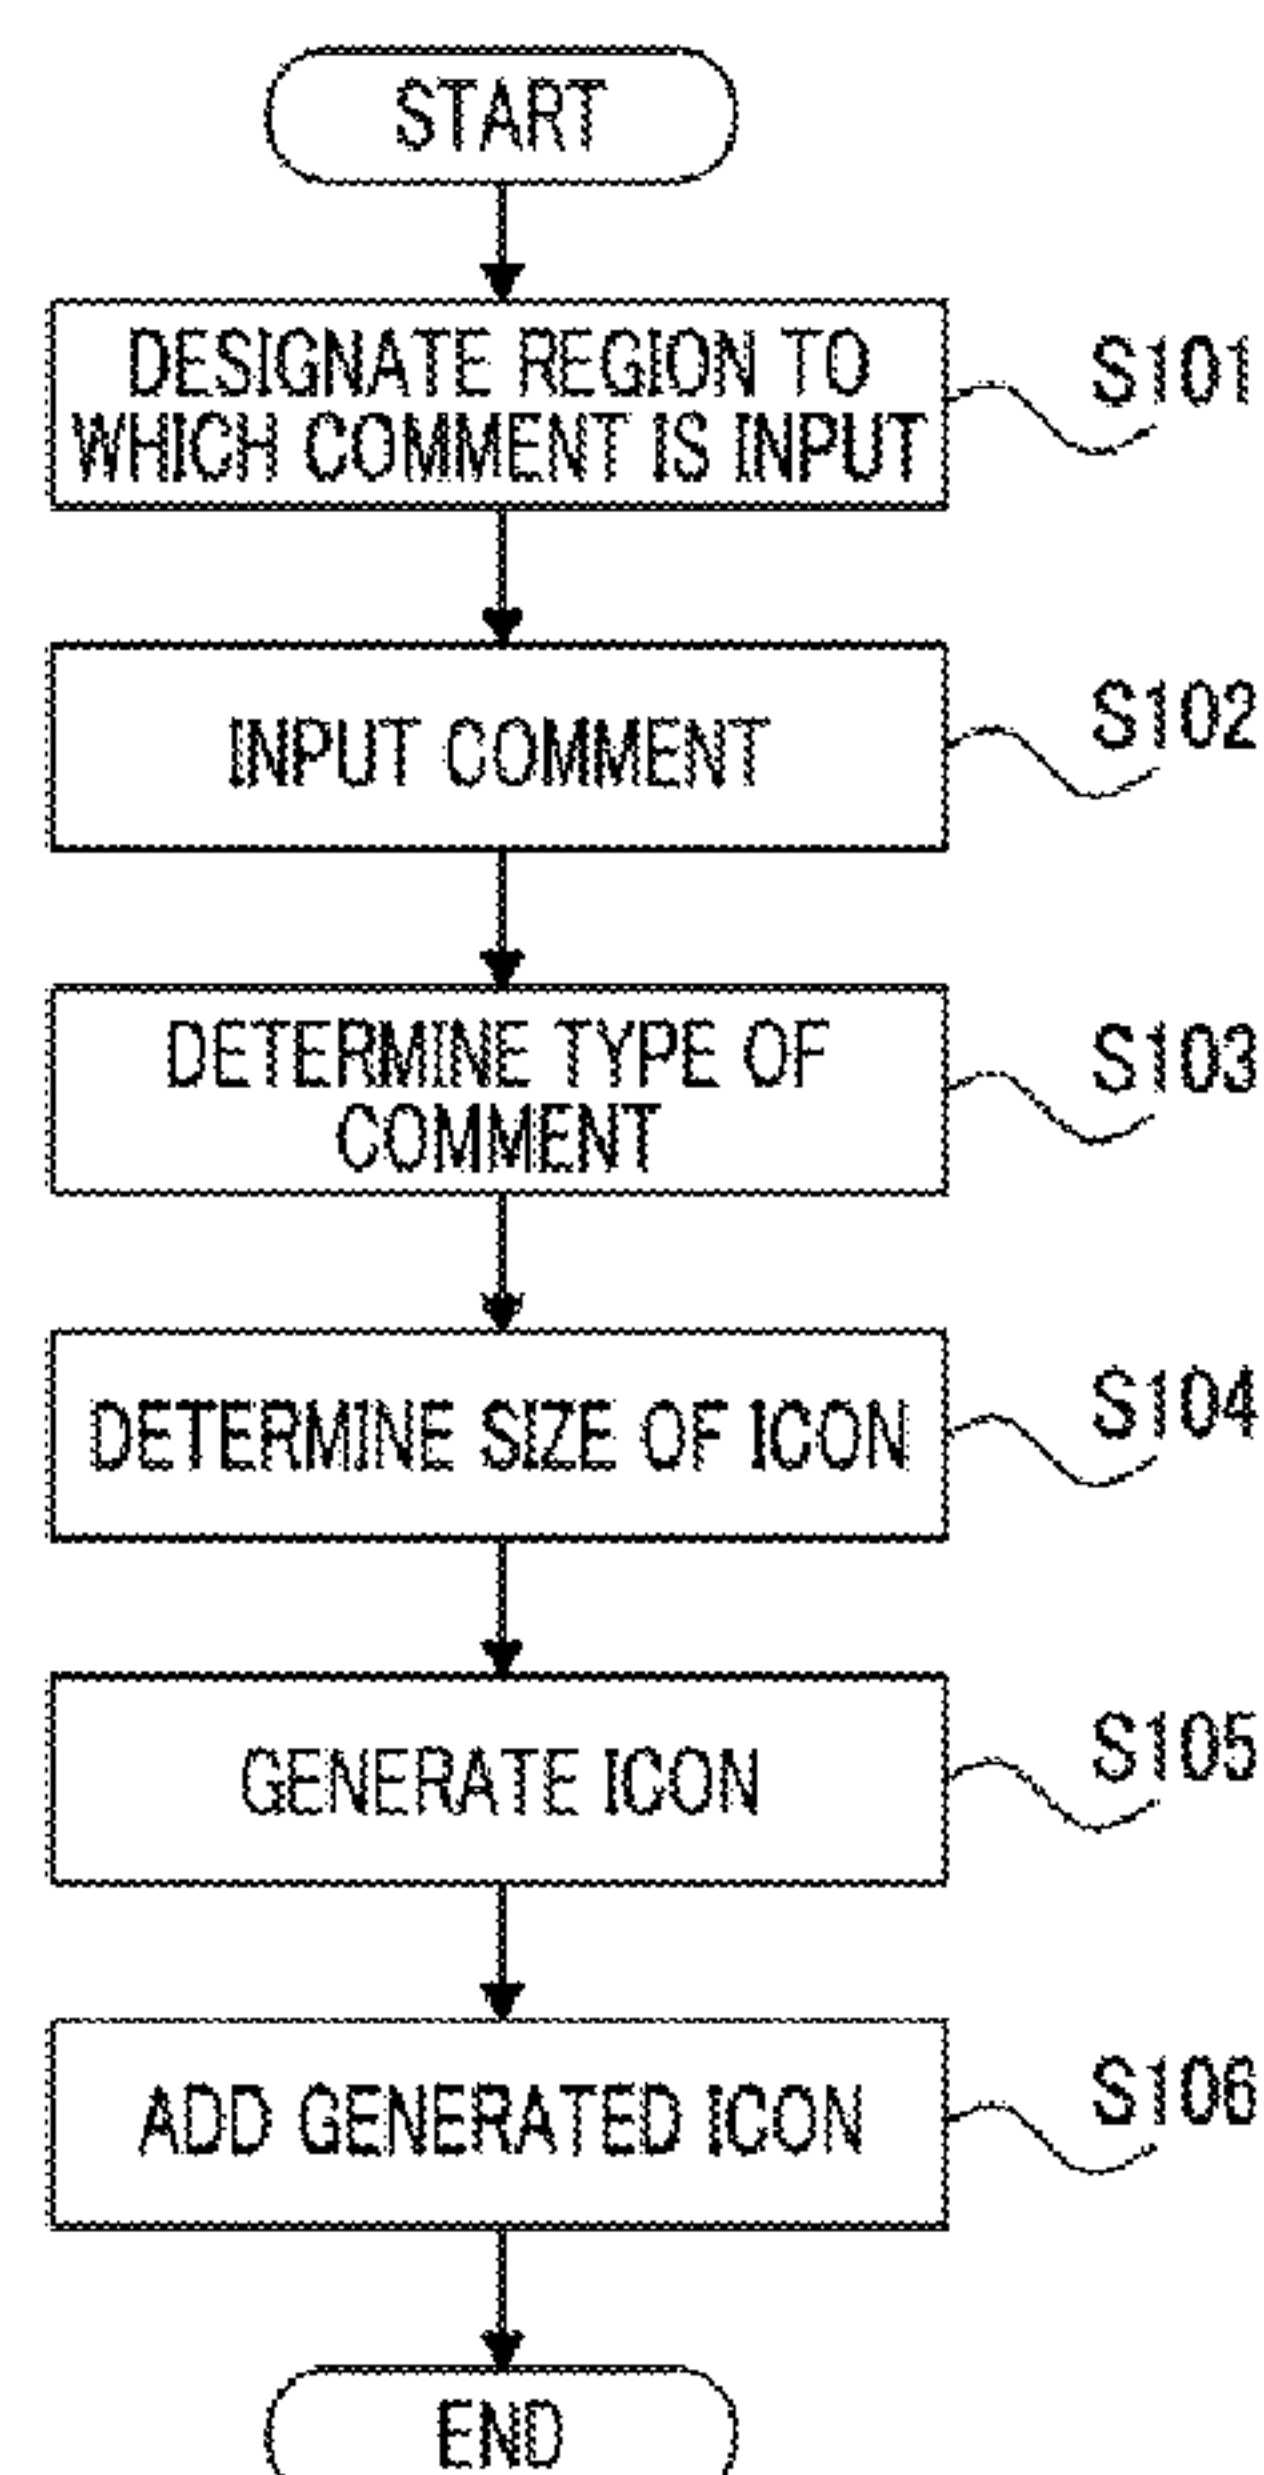 START
DESIGNATE REGION TO
WHICH COMMENT IS INPUT
S101
INPUT COMMENT
S102
DETERMINE TYPE OF
COMMENT
S103
DETERMINE SIZE OF ICON
S104
GENERATE ICON
S105
ADD GENERATED ICON
S106
END